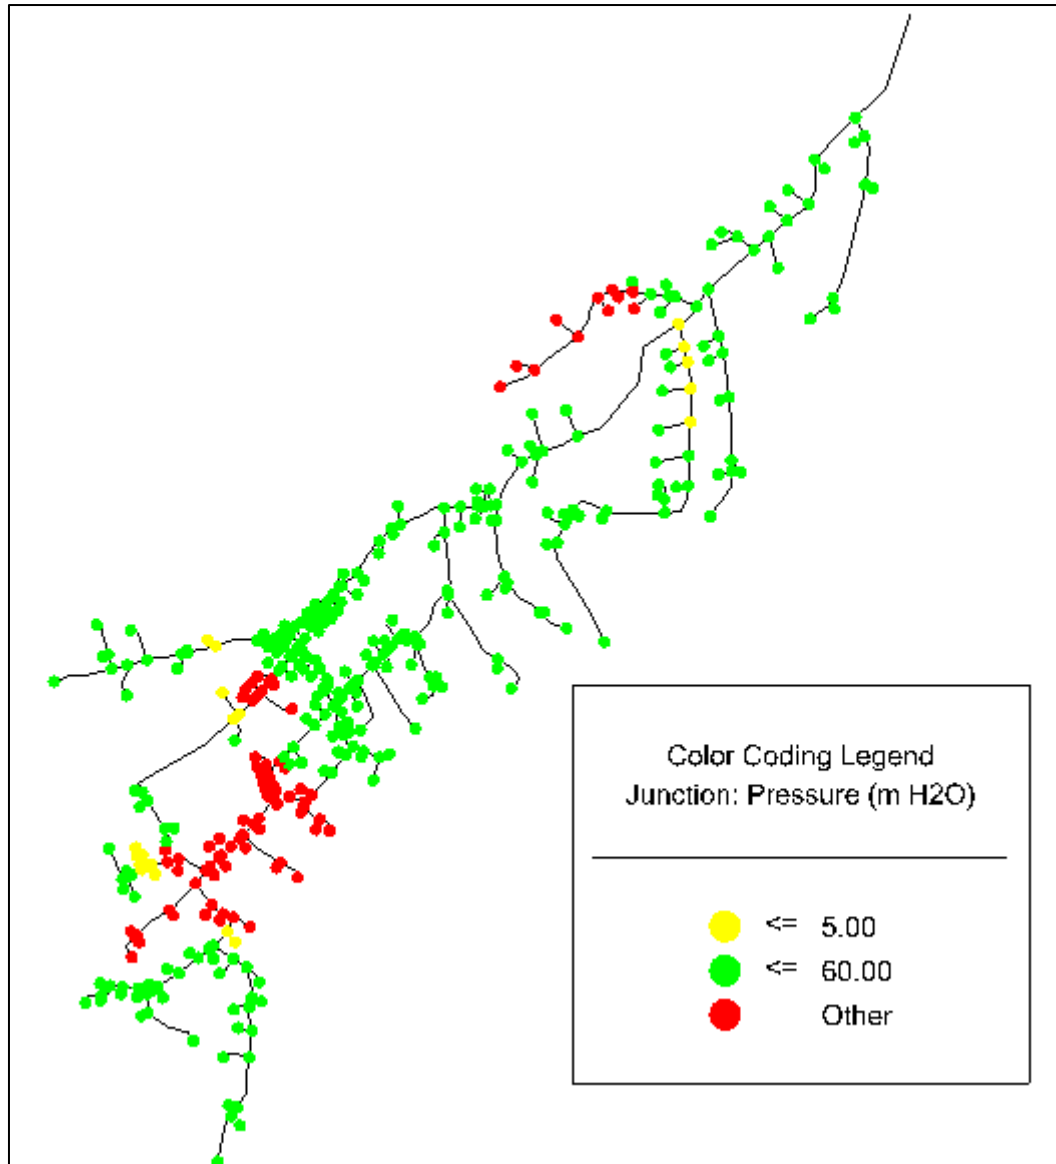 Color Coding Legend
Junction: Pressure (m H2O)
<= 5.00
<= 60.00
Other